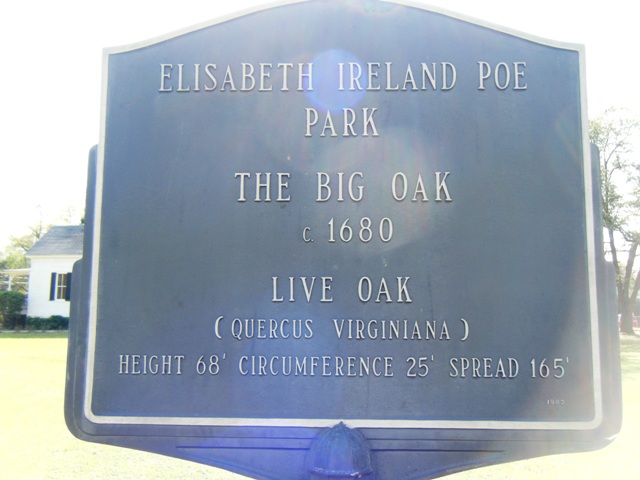 ELISABETH IRELAND POE
PARK
THE BIG OAK
C. 1680
LIVE OAK
(QUERCUS VIRGINIANA)
HEIGHT 68' CIRCUMFERENCE 25' SPREAD 165'